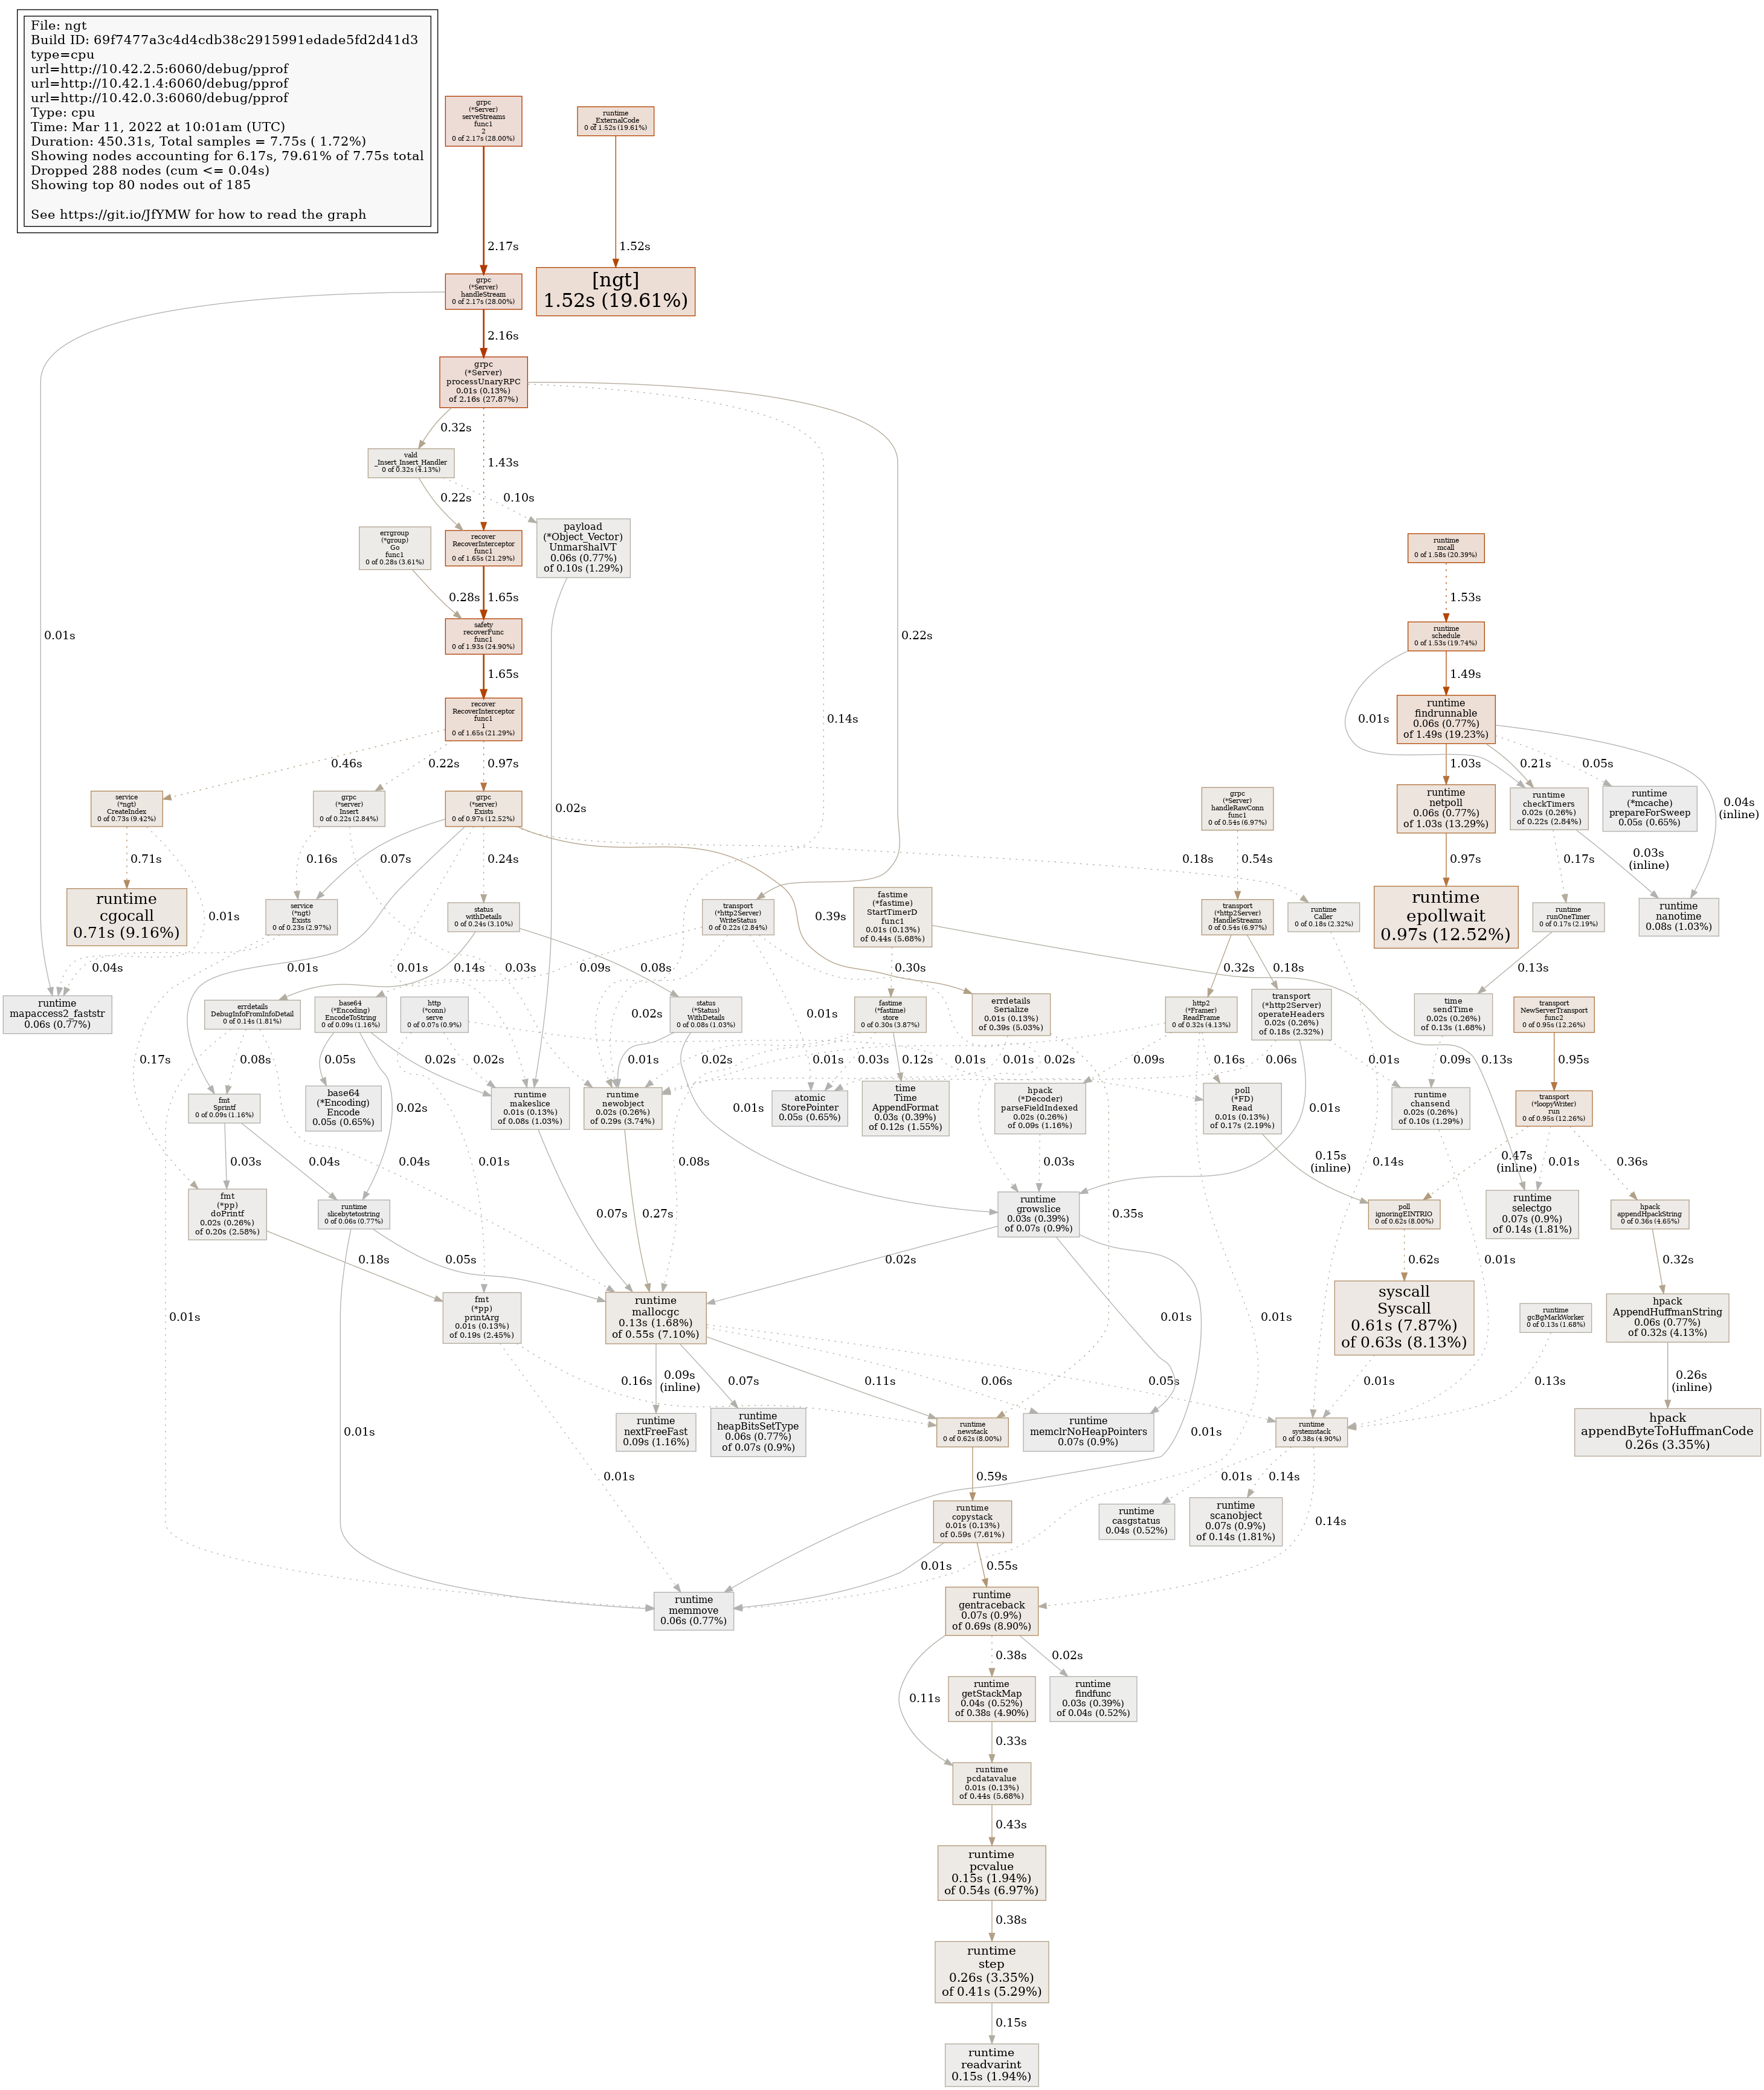 File: ngt
Build ID: 69f7477a3c4d4cdb38c2915991edade5fd2d41d3
type=cpu
url=http://10.42.2.5:6060/debug/pprof
url=http://10.42.1.4:6060/debug/pprof
url=http://10.42.0.3:6060/debug/pprof
Type: cpu
Time: Mar 11, 2022 at 10:01am (UTC)
Duration: 450.31s, Total samples = 7.75s ( 1.72%)
Showing nodes accounting for 6.17s, 79.61% of 7.75s total
Dropped 288 nodes (cum <= 0.04s)
Showing top 80 nodes out of 185
See https://git.io/JfYMW for how to read the graph
grpc
(*Server)
serveStreams
func1
2
0 of 2.17s (28.00%)
runtime
_ExternalCode
0 of 1.52s (19.61%)
2.17s
1.52s
grpc
(*Server)
handleStream
0 of 2.17s (28.00%)
[ngt]
1.52s (19.61%)
2.16s
grpc
(*Server)
processUnaryRPC
0.01s (0.13%)
of 2.16s (27.87%)
0.32s
1.43s
vald
_Insert_Insert_Handler
0 of 0.32s (4.13%)
0.22s
0.10s
errgroup
(*group)
Go
func1
0 of 0.28s (3.61%)
recover
RecoverInterceptor
func1
0 of 1.65s (21.29%)
payload
(*Object_Vector)
UnmarshalVT
0.06s (0.77%)
of 0.10s (1.29%)
runtime
mcall
0 of 1.58s (20.39%)
0.28s
1.65s
1.53s
0.01s
safety
recoverFunc
func1
0 of 1.93s (24.90%)
0.22s
runtime
schedule
0 of 1.53s (19.74%)
1.65s
1.49s
recover
RecoverInterceptor
func1
1
0 of 1.65s (21.29%)
0.14s
0.01s
runtime
findrunnable
0.06s (0.77%)
of 1.49s (19.23%)
0.46s
0.22s
0.97s
1.03s
0.21s
0.05s
service
(*ngt)
CreateIndex
0 of 0.73s (9.42%)
grpc
(*server)
Insert
0 of 0.22s (2.84%)
grpc
(*server)
Exists
0 of 0.97s (12.52%)
0.02s
grpc
(*Server)
handleRawConn
func1
0 of 0.54s (6.97%)
runtime
netpoll
0.06s (0.77%)
of 1.03s (13.29%)
runtime
checkTimers
0.02s (0.26%)
of 0.22s (2.84%)
runtime
(*mcache)
prepareForSweep
0.05s (0.65%)
0.04s
(inline)
0.71s
0.16s
0.07s
0.24s
0.18s
0.54s
0.97s
0.17s
0.03s
(inline)
runtime
cgocall
0.71s (9.16%)
0.01s
service
(*ngt)
Exists
0 of 0.23s (2.97%)
status
withDetails
0 of 0.24s (3.10%)
transport
(*http2Server)
WriteStatus
0 of 0.22s (2.84%)
0.39s
fastime
(*fastime)
StartTimerD
func1
0.01s (0.13%)
of 0.44s (5.68%)
transport
(*http2Server)
HandleStreams
0 of 0.54s (6.97%)
runtime
Caller
0 of 0.18s (2.32%)
runtime
epollwait
0.97s (12.52%)
runtime
runOneTimer
0 of 0.17s (2.19%)
runtime
nanotime
0.08s (1.03%)
0.04s
0.01s
0.01s
0.14s
0.03s
0.08s
0.09s
0.30s
0.32s
0.18s
0.13s
runtime
mapaccess2_faststr
0.06s (0.77%)
errdetails
DebugInfoFromInfoDetail
0 of 0.14s (1.81%)
base64
(*Encoding)
EncodeToString
0 of 0.09s (1.16%)
http
(*conn)
serve
0 of 0.07s (0.9%)
0.02s
status
(*Status)
WithDetails
0 of 0.08s (1.03%)
0.01s
fastime
(*fastime)
store
0 of 0.30s (3.87%)
errdetails
Serialize
0.01s (0.13%)
of 0.39s (5.03%)
http2
(*Framer)
ReadFrame
0 of 0.32s (4.13%)
transport
(*http2Server)
operateHeaders
0.02s (0.26%)
of 0.18s (2.32%)
time
sendTime
0.02s (0.26%)
of 0.13s (1.68%)
transport
NewServerTransport
func2
0 of 0.95s (12.26%)
0.17s
0.08s
0.05s
0.02s
0.02s
0.01s
0.02s
0.01s
0.03s
0.12s
0.01s
0.01s
0.02s
0.09s
0.16s
0.06s
0.01s
0.09s
0.13s
0.95s
fmt
Sprintf
0 of 0.09s (1.16%)
base64
(*Encoding)
Encode
0.05s (0.65%)
0.02s
runtime
makeslice
0.01s (0.13%)
of 0.08s (1.03%)
runtime
newobject
0.02s (0.26%)
of 0.29s (3.74%)
0.01s
atomic
StorePointer
0.05s (0.65%)
time
Time
AppendFormat
0.03s (0.39%)
of 0.12s (1.55%)
hpack
(*Decoder)
parseFieldIndexed
0.02s (0.26%)
of 0.09s (1.16%)
poll
(*FD)
Read
0.01s (0.13%)
of 0.17s (2.19%)
0.01s
runtime
chansend
0.02s (0.26%)
of 0.10s (1.29%)
transport
(*loopyWriter)
run
0 of 0.95s (12.26%)
0.03s
0.04s
0.04s
0.01s
0.08s
0.03s
0.15s
(inline)
0.14s
0.47s
(inline)
0.01s
0.36s
fmt
(*pp)
doPrintf
0.02s (0.26%)
of 0.20s (2.58%)
runtime
slicebytetostring
0 of 0.06s (0.77%)
0.07s
0.27s
runtime
growslice
0.03s (0.39%)
of 0.07s (0.9%)
0.35s
poll
ignoringEINTRIO
0 of 0.62s (8.00%)
runtime
selectgo
0.07s (0.9%)
of 0.14s (1.81%)
hpack
appendHpackString
0 of 0.36s (4.65%)
0.18s
0.05s
0.02s
0.01s
0.62s
0.32s
0.01s
fmt
(*pp)
printArg
0.01s (0.13%)
of 0.19s (2.45%)
runtime
mallocgc
0.13s (1.68%)
of 0.55s (7.10%)
0.01s
0.01s
syscall
Syscall
0.61s (7.87%)
of 0.63s (8.13%)
runtime
gcBgMarkWorker
0 of 0.13s (1.68%)
hpack
AppendHuffmanString
0.06s (0.77%)
of 0.32s (4.13%)
0.16s
0.09s
(inline)
0.07s
0.11s
0.06s
0.05s
0.01s
0.13s
0.26s
(inline)
0.01s
runtime
nextFreeFast
0.09s (1.16%)
runtime
heapBitsSetType
0.06s (0.77%)
of 0.07s (0.9%)
runtime
newstack
0 of 0.62s (8.00%)
runtime
memclrNoHeapPointers
0.07s (0.9%)
0.01s
runtime
systemstack
0 of 0.38s (4.90%)
hpack
appendByteToHuffmanCode
0.26s (3.35%)
0.01s
0.59s
0.01s
0.14s
runtime
copystack
0.01s (0.13%)
of 0.59s (7.61%)
runtime
casgstatus
0.04s (0.52%)
runtime
scanobject
0.07s (0.9%)
of 0.14s (1.81%)
0.14s
0.01s
0.55s
runtime
memmove
0.06s (0.77%)
runtime
gentraceback
0.07s (0.9%)
of 0.69s (8.90%)
0.38s
0.02s
0.11s
runtime
getStackMap
0.04s (0.52%)
of 0.38s (4.90%)
runtime
findfunc
0.03s (0.39%)
of 0.04s (0.52%)
0.33s
runtime
pcdatavalue
0.01s (0.13%)
of 0.44s (5.68%)
0.43s
runtime
pcvalue
0.15s (1.94%)
of 0.54s (6.97%)
0.38s
runtime
step
0.26s (3.35%)
of 0.41s (5.29%)
0.15s
runtime
readvarint
0.15s (1.94%)